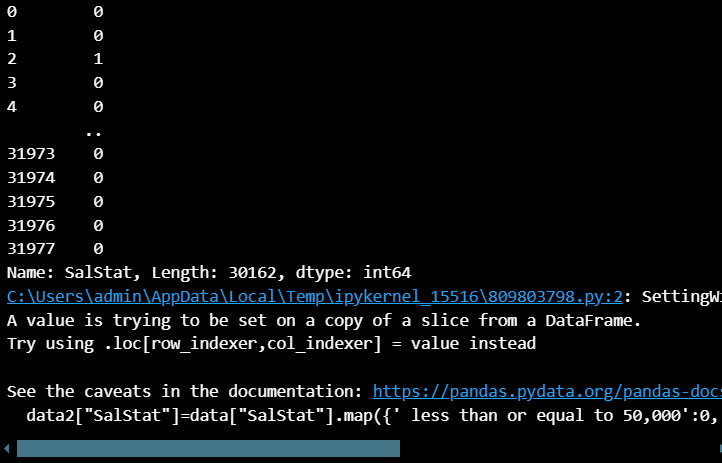 0        0
1        0
2        1
3        0
4        0
        ..
31973    0
31974    0
31975    0
31976    0
31977    0
Name: SalStat, Length: 30162, dtype: int64
C:\Users\admin\AppData\Local\Temp\ipykernel_15516\809803798.py:2: SettingWi
A value is trying to be set on a copy of a slice from a DataFrame.
Try using .loc[row_indexer,col_indexer] = value instead
See the caveats in the documentation: https://pandas.pydata.org/pandas-docs
  data2["SalStat"]=data["SalStat"].map({' less than or equal to 50,000':0,